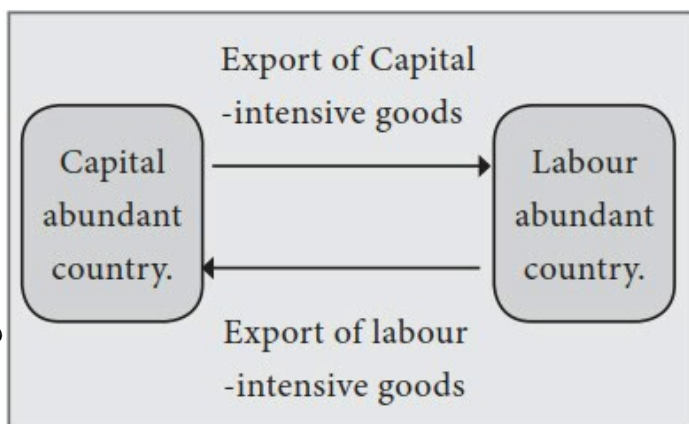 Export of Capital
-intensive goods
Capital
abundant
country.
Labour
abundant
country.
Export of labour
-intensive goods